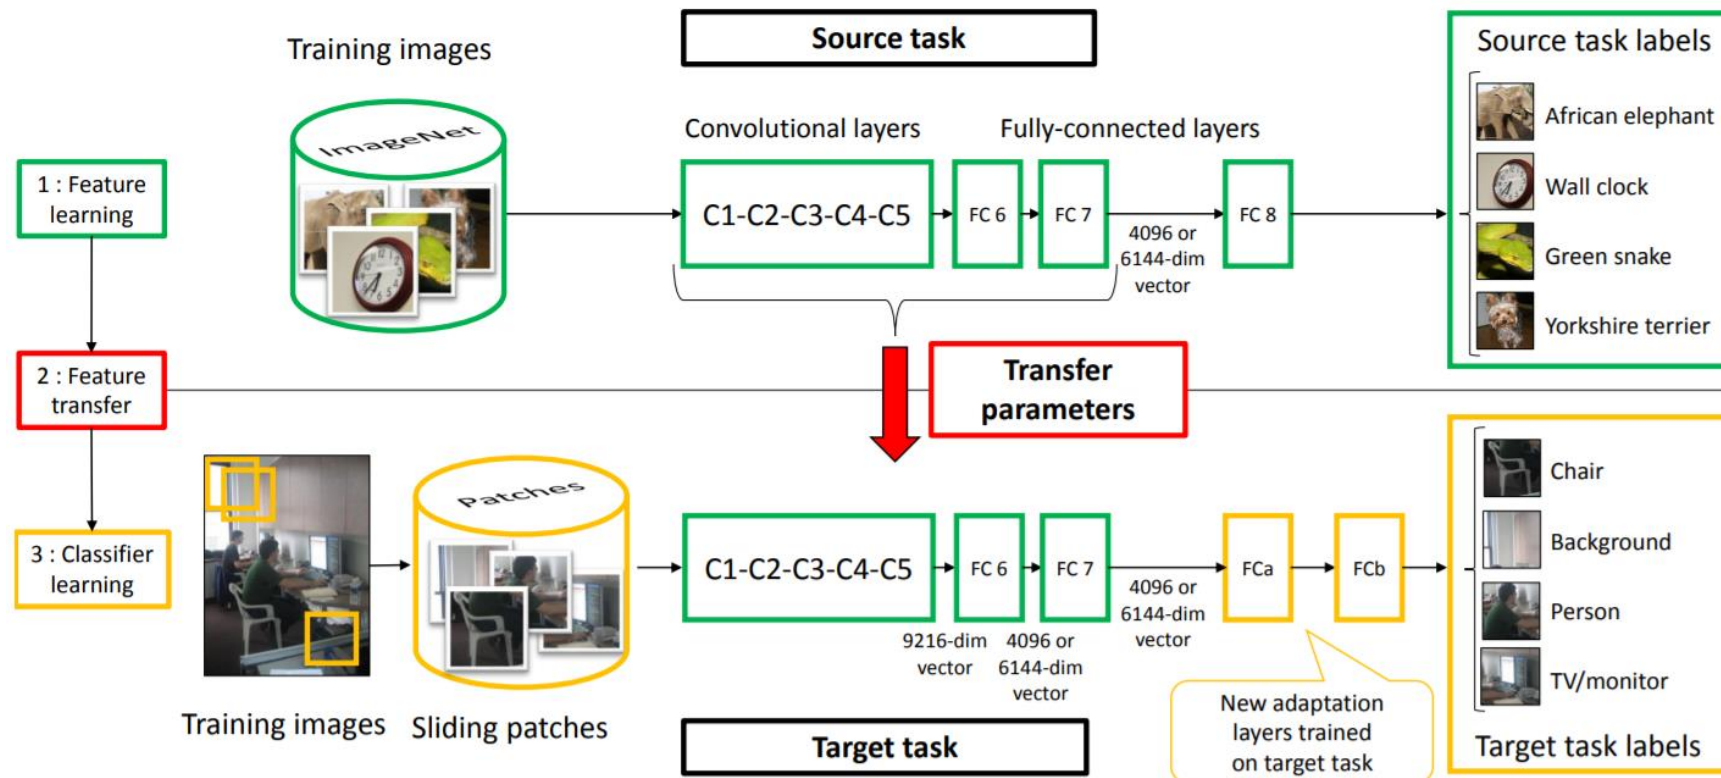 Training images
Source task
Source task labels
ImageNet
Convolutional layers
Fully-connected layers
1 : Feature
learning
C1-C2-C3-C4-C5
FC 6
FC 7
4096 or
6144-dim
vector
FC 8
African elephant
Wall clock
Green snake
Yorkshire terrier
2 : Feature
transfer
Transfer
parameters
3 : Classifier
learning
Training images
Patches
Sliding patches
C1-C2-C3-C4-C5
9216-dim
vector
FC 6
4096 or
6144-dim
vector
FC 7
4096 or
6144-dim
vector
FCa
FCb
New adaptation
layers trained
on target task
Chair
Background
Person
TV/monitor
Target task
Target task labels